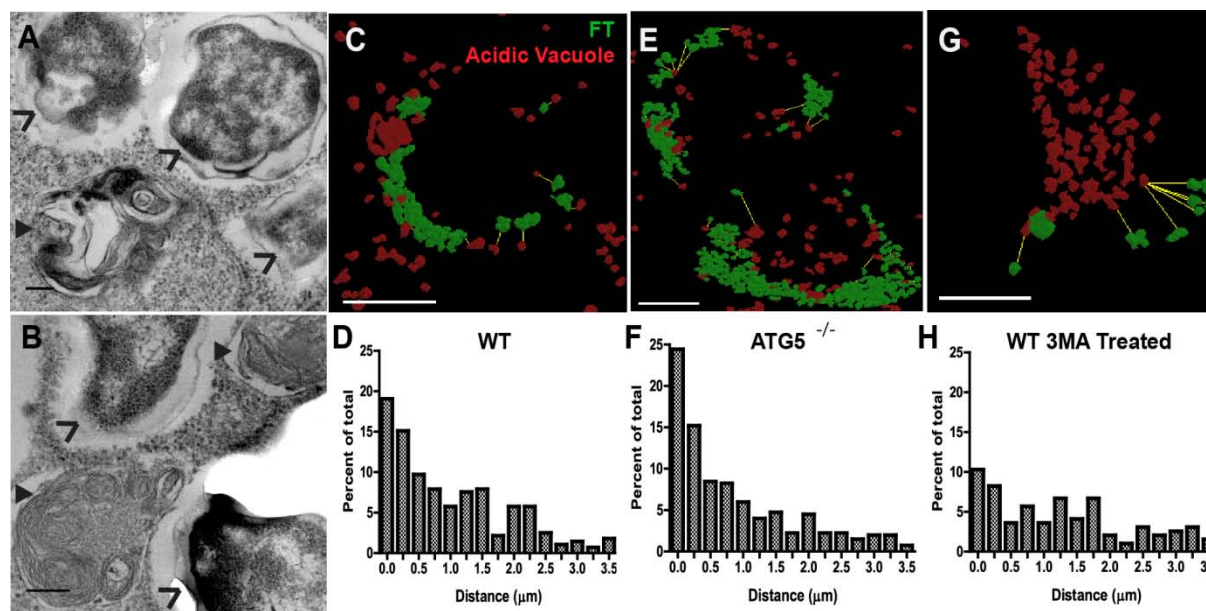 A
B
C
FT
Acidic Vacuole
E
G
D
WT
Percent of total
25
20
15
10
5
0
0.0 0.5 1.0 1.5 2.0 2.5 3.0 3.5
Distance (μm)
F
ATG5 -/-
Percent of total
25
20
15
10
5
0
0.0 0.5 1.0 1.5 2.0 2.5 3.0 3.5
Distance (μm)
H
WT 3MA Treated
Percent of total
25
20
15
10
5
0
0.0 0.5 1.0 1.5 2.0 2.5 3.0 3.5
Distance (μm)